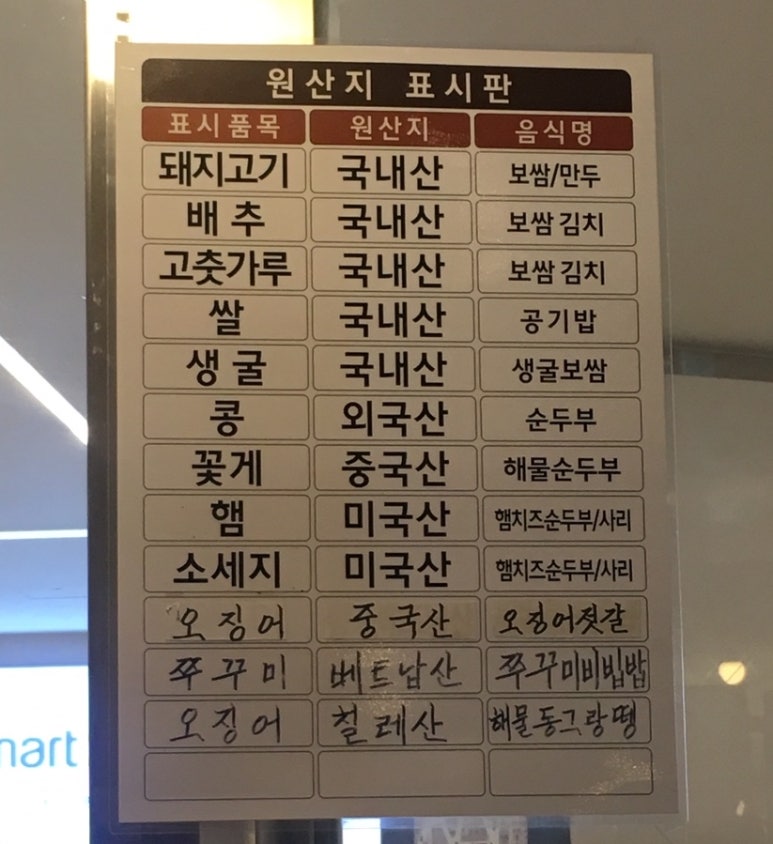 원산지 표시판
표시품목 원산지 음식명
돼지고기 국내산 보쌈/만두
배추 국내산 보쌈김치
고춧가루 국내산 보쌈김치
쌀 국내산 공기밥
생굴 국내산 생굴보쌈
콩 외국산 순두부
꽃게 중국산 해물순두부
햄 미국산 햄치즈순두부/사리
소세지 미국산 햄치즈순두부/사리
오징어 중국산 오징어젓갈
쭈꾸미 베트남산 쭈꾸미비빔밥
오징어 칠레산 해물동그랑땡
mart